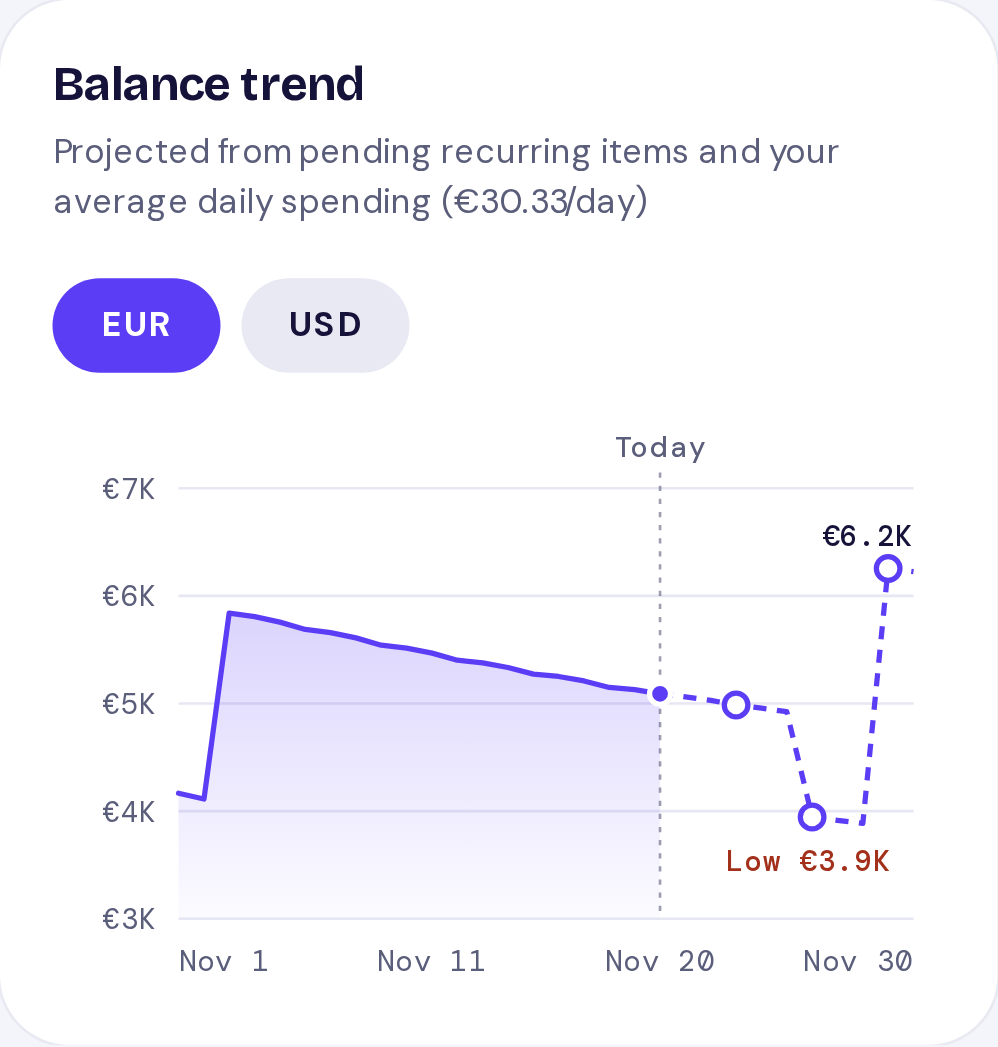 Balance trend
Projected from pending recurring items and your
average daily spending (€30.33/day)
EUR USD
Today
€7K
€6.2K
€6K
€5K
€4K
Low €3.9K
€3K
Nov 1 Nov 11 Nov 20 Nov 30